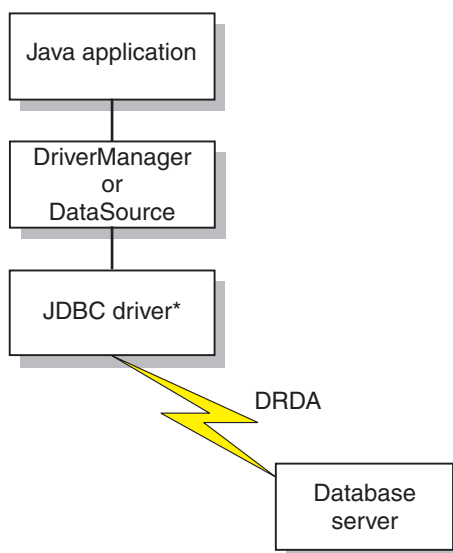 Java application
DriverManager
or
DataSource
JDBC driver*
DRDA
Database
server